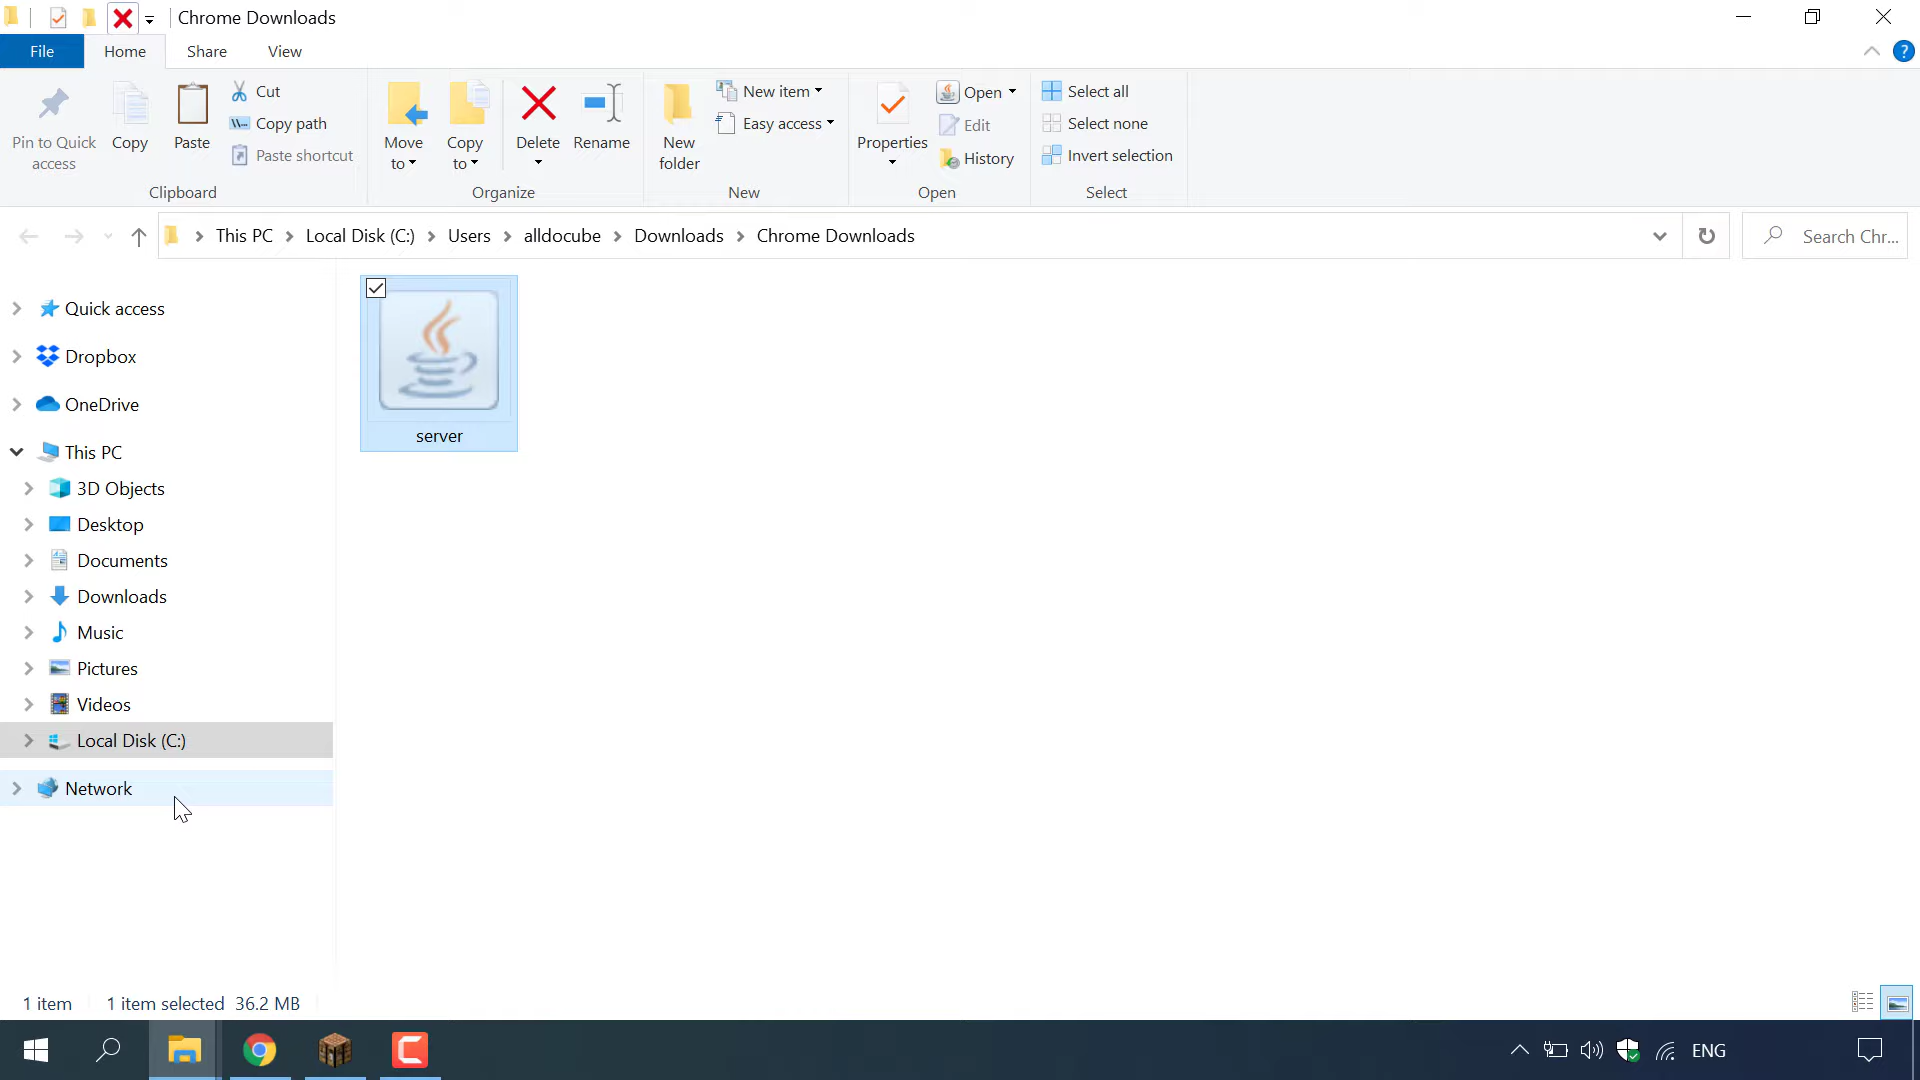 Chrome Downloads
File
Home
Share
View
Pin to Quick
access
Copy
Paste
Cut
Copy path
Paste shortcut
Clipboard
Move
to
Copy
to
Delete
Rename
Organize
New
folder
New item
Easy access
New
Properties
Open
Edit
History
Open
Select all
Select none
Invert selection
Select
This PC
Local Disk (C:)
Users
alldocube
Downloads
Chrome Downloads
Search Chr...
Quick access
Dropbox
OneDrive
This PC
3D Objects
Desktop
Documents
Downloads
Music
Pictures
Videos
Local Disk (C:)
Network
server
1 item
1 item selected 36.2 MB
ENG